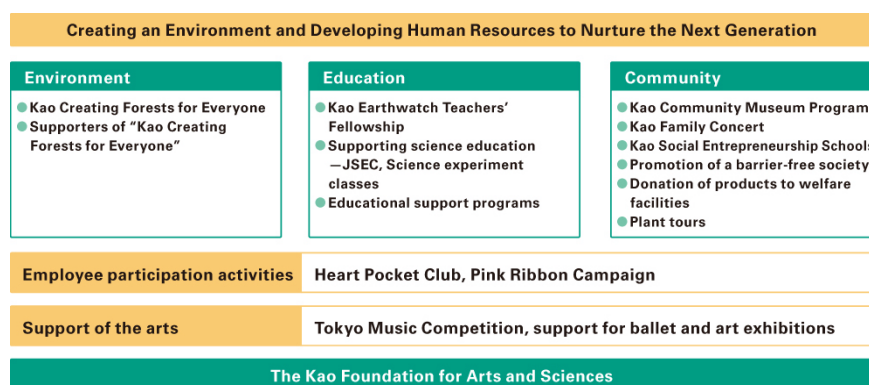 Creating an Environment and Developing Human Resources to Nurture the Next Generation
Environment
Kao Creating Forests for Everyone
Supporters of “Kao Creating
Forests for Everyone”
Education
Kao Earthwatch Teachers’
Fellowship
Supporting science education
—JSEC, Science experiment
classes
Educational support programs
Community
Kao Community Museum Program
Kao Family Concert
Kao Social Entrepreneurship Schools
Promotion of a barrier-free society
Donation of products to welfare
facilities
Plant tours
Employee participation activities
Heart Pocket Club, Pink Ribbon Campaign
Support of the arts
Tokyo Music Competition, support for ballet and art exhibitions
The Kao Foundation for Arts and Sciences